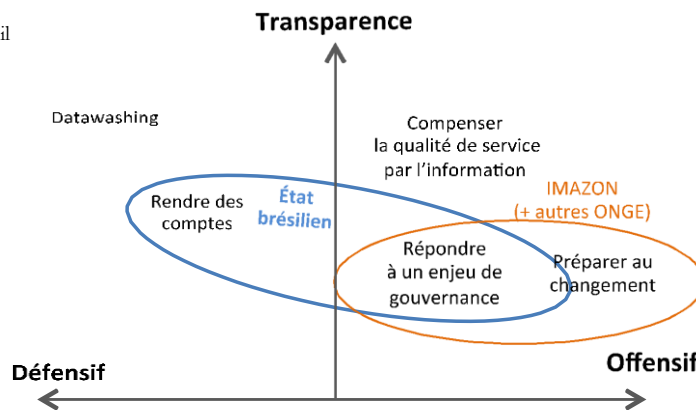 il
Transparence
Datawashing
Compenser
la qualité de service
par l’information
IMAZON
(+ autres ONGE)
État
brésilien
Rendre des
comptes
Répondre
à un enjeu de
gouvernance
Préparer au
changement
Défensif
Offensif